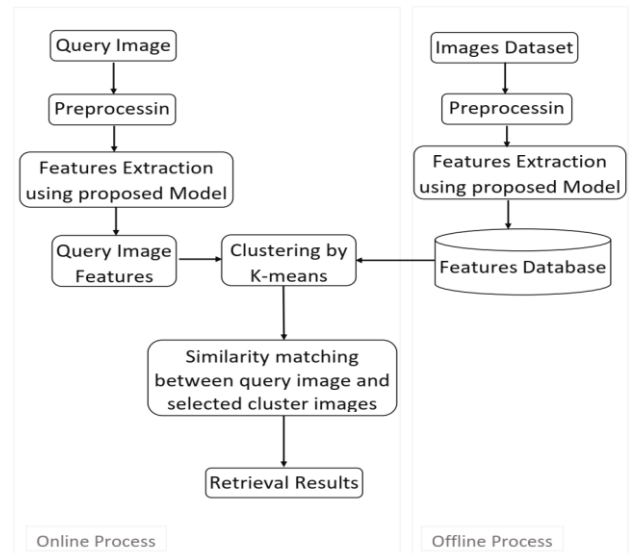 Query Image
Preprocessin
Features Extraction
using proposed Model
Query Image
Features
Clustering by
K-means
Similarity matching
between query image and
selected cluster images
Retrieval Results
Online Process
Images Dataset
Preprocessin
Features Extraction
using proposed Model
Features Database
Offline Process